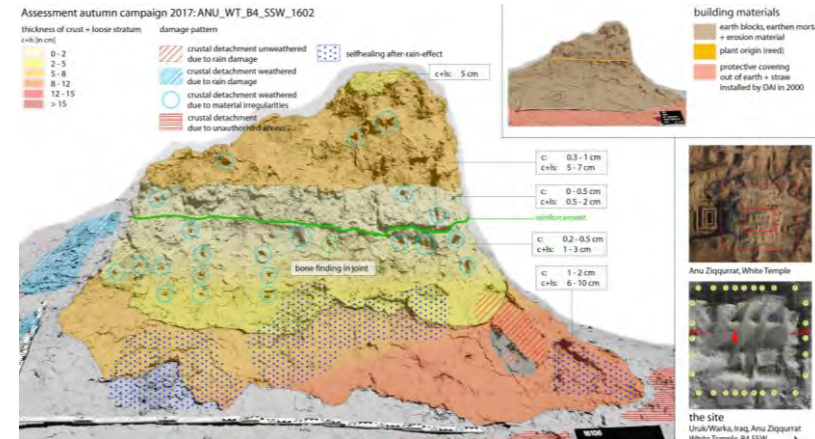 Assessment autumn campaign 2017: ANU_WT_B4_SSW_1602
thickness of crust + loose stratum
c+ls [in cm]
0 - 2
2 - 5
5 - 8
8 - 12
12 - 15
> 15
damage pattern
crustal detachment unweathered
due to rain damage
crustal detachment weathered
due to rain damage
crustal detachment weathered
due to material irregularities
crustal detachment
due to unauthorised access
selfhealing after-rain-effect
c+ls: 5 cm
c: 0.3 - 1 cm
c+ls: 5 - 7 cm
c: 0 - 0.5 cm
c+ls: 0.5 - 2 cm
reinforcement
c: 0.2 - 0.5 cm
c+ls: 1 - 3 cm
bone finding in joint
c: 1 - 2 cm
c+ls: 6 - 10 cm
building materials
earth blocks, earthen morta
+ erosion material
plant origin (reed)
protective covering
out of earth + straw
installed by DAI in 2000
Anu Ziqqurrat, White Temple
the site
Uruk/Warka, Iraq, Anu Ziqqurrat
White Temple, B4 SSW